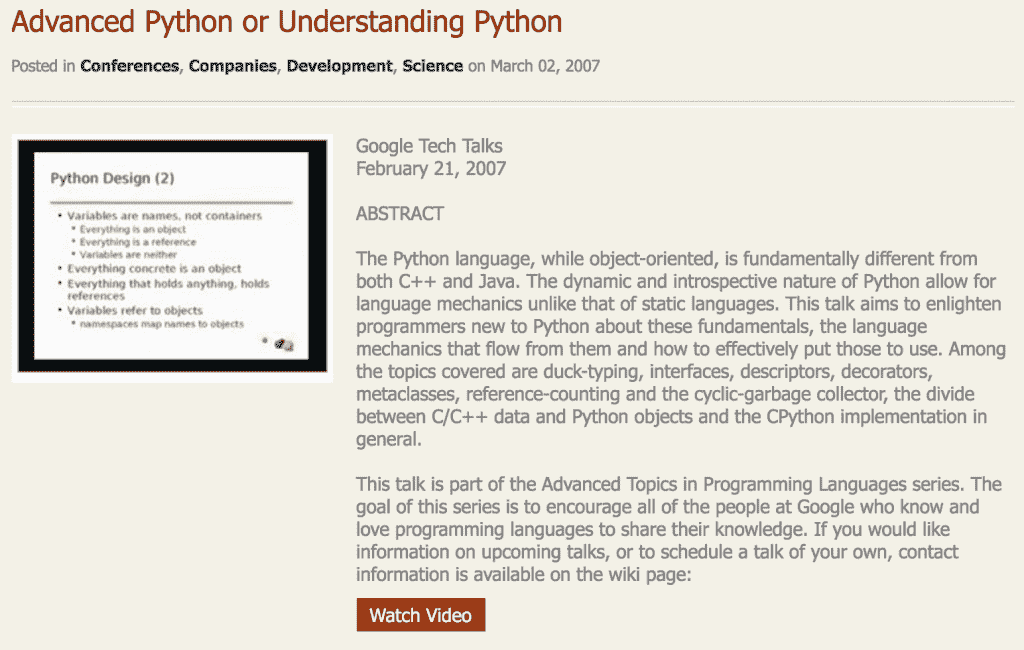 Advanced Python or Understanding Python
Posted in Conferences, Companies, Development, Science on March 02, 2007
Python Design (2)
• Variables are names, not containers
• Everything is an object
• Everything is a reference
• Variables are neither
• Everything concrete is an object
• Everything that holds anything, holds
references
• Variables refer to objects
• namespaces map names to objects
Google Tech Talks
February 21, 2007
ABSTRACT
The Python language, while object-oriented, is fundamentally different from
both C++ and Java. The dynamic and introspective nature of Python allow for
language mechanics unlike that of static languages. This talk aims to enlighten
programmers new to Python about these fundamentals, the language
mechanics that flow from them and how to effectively put those to use. Among
the topics covered are duck-typing, interfaces, descriptors, decorators,
metaclasses, reference-counting and the cyclic-garbage collector, the divide
between C/C++ data and Python objects and the CPython implementation in
general.
This talk is part of the Advanced Topics in Programming Languages series. The
goal of this series is to encourage all of the people at Google who know and
love programming languages to share their knowledge. If you would like
information on upcoming talks, or to schedule a talk of your own, contact
information is available on the wiki page:
Watch Video